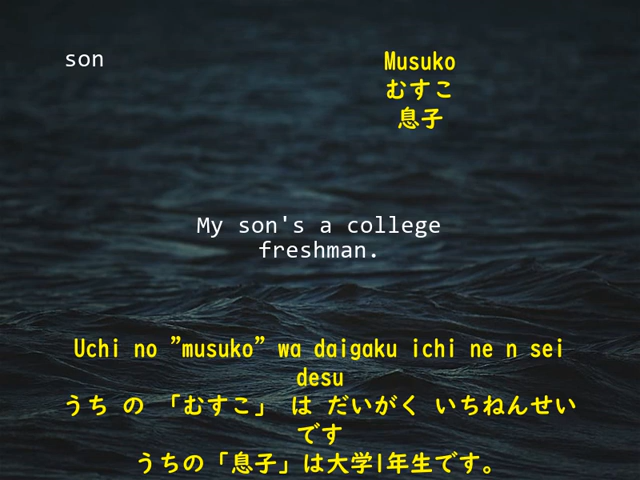 son
Musuko
むすこ
息子
My son's a college
freshman.
Uchi no ”musuko” wa daigaku ichi ne n sei
desu
うち の 「むすこ」 は だいがく いちねんせい
です
うちの「息子」は大学1年生です。